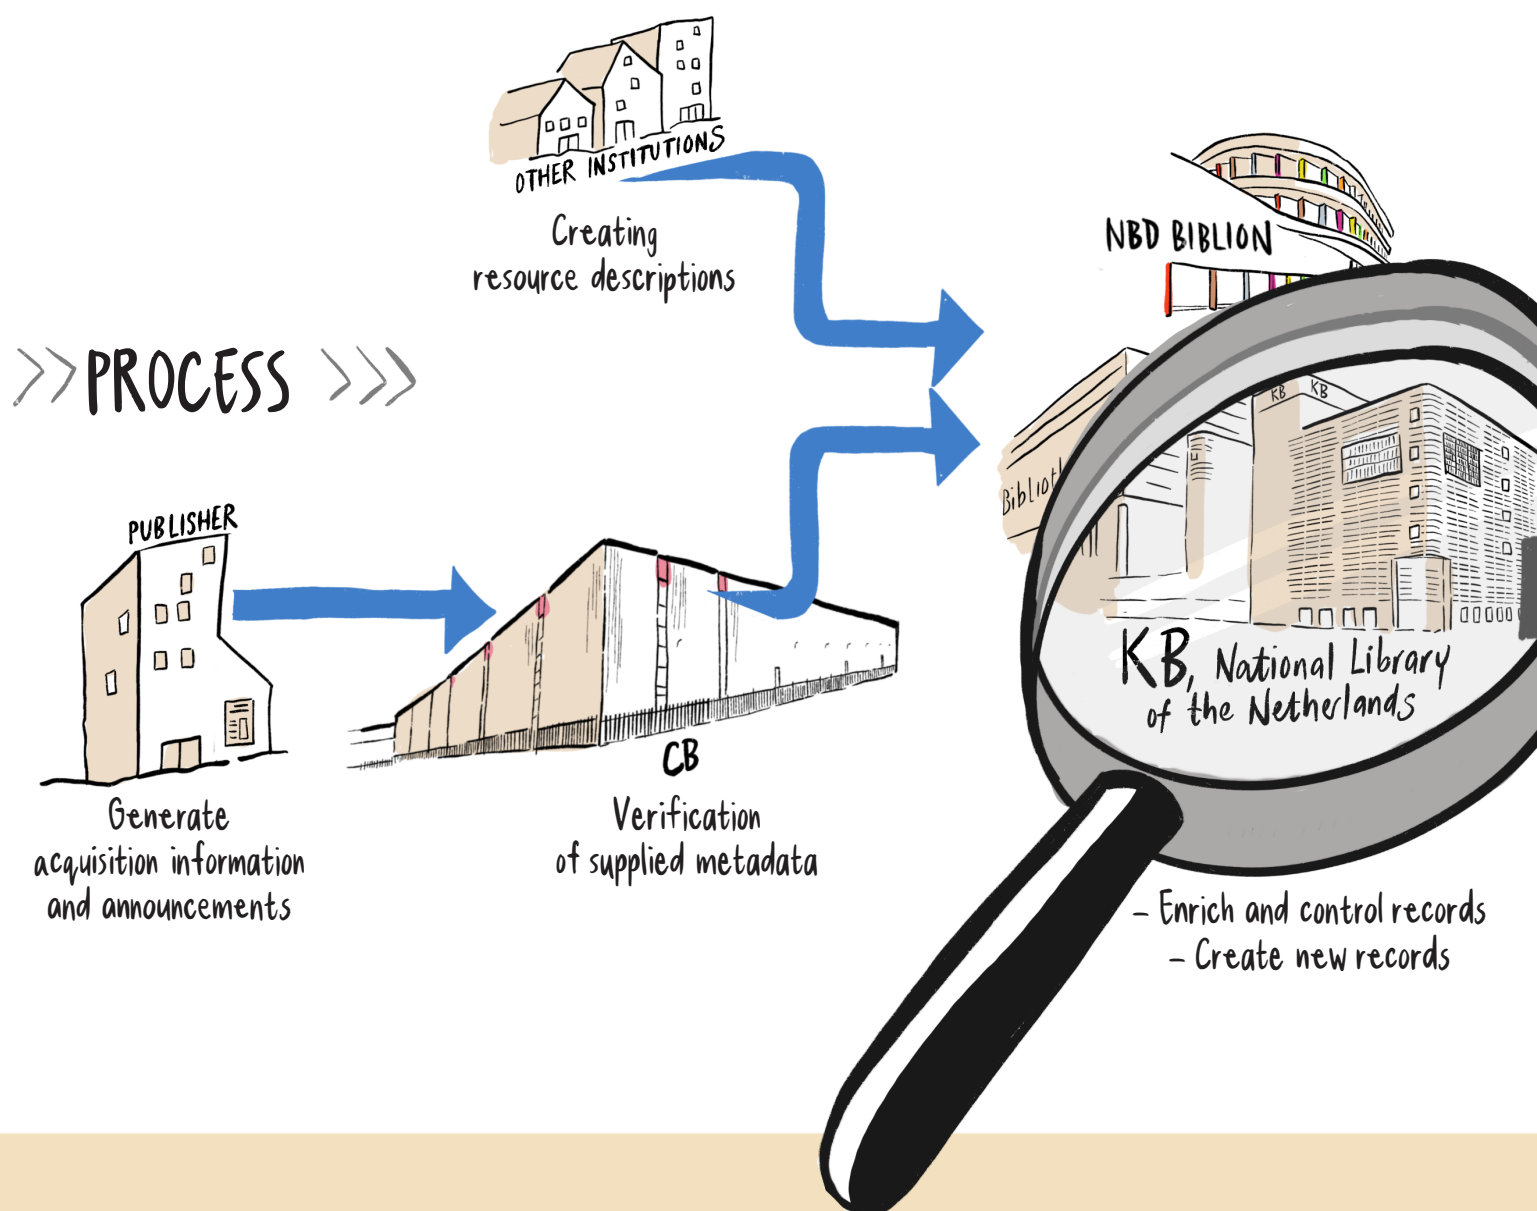 OTHER INSTITUTIONS
Creating
resource descriptions
NBD BIBLION
PROCESS
KB KB
PUBLISHER
KB, National Library
of the Netherlands
CB
Generate
acquisition information
and announcements
Verification
of supplied metadata
– Enrich and control records
– Create new records